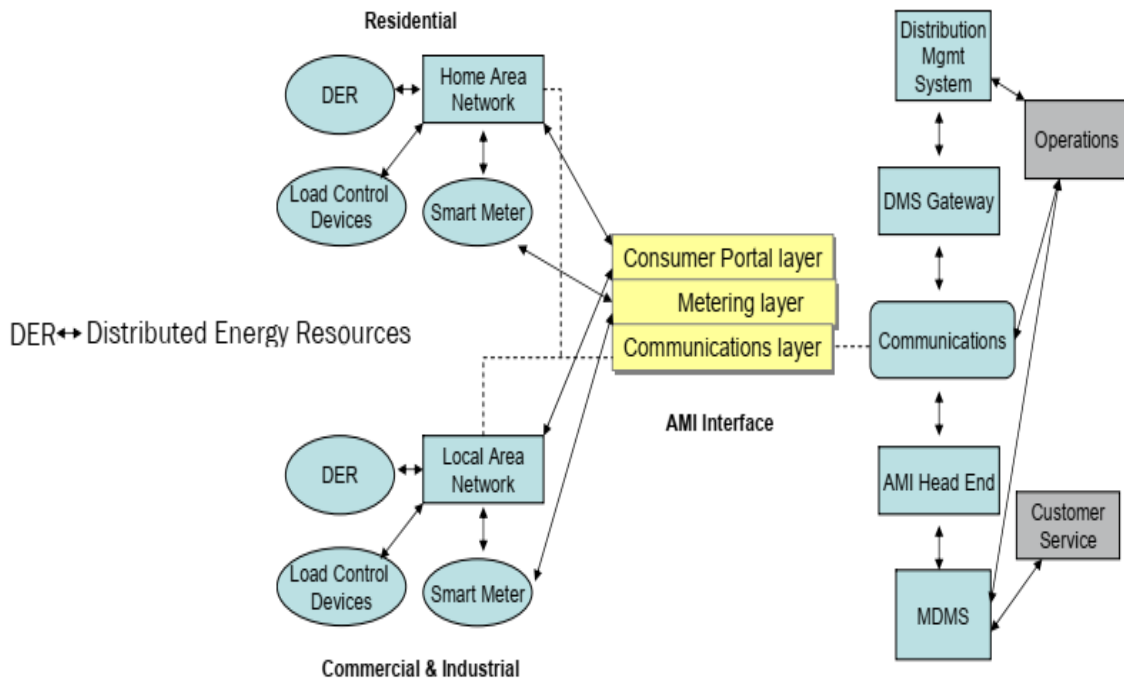 Residential
DER
Home Area
Network
Load Control
Devices
Smart Meter
DER↔Distributed Energy Resources
DER
Local Area
Network
Load Control
Devices
Smart Meter
Commercial & Industrial
Consumer Portal layer
Metering layer
Communications layer
AMI Interface
Distribution
Mgmt
System
Operations
DMS Gateway
Communications
AMI Head End
Customer
Service
MDMS